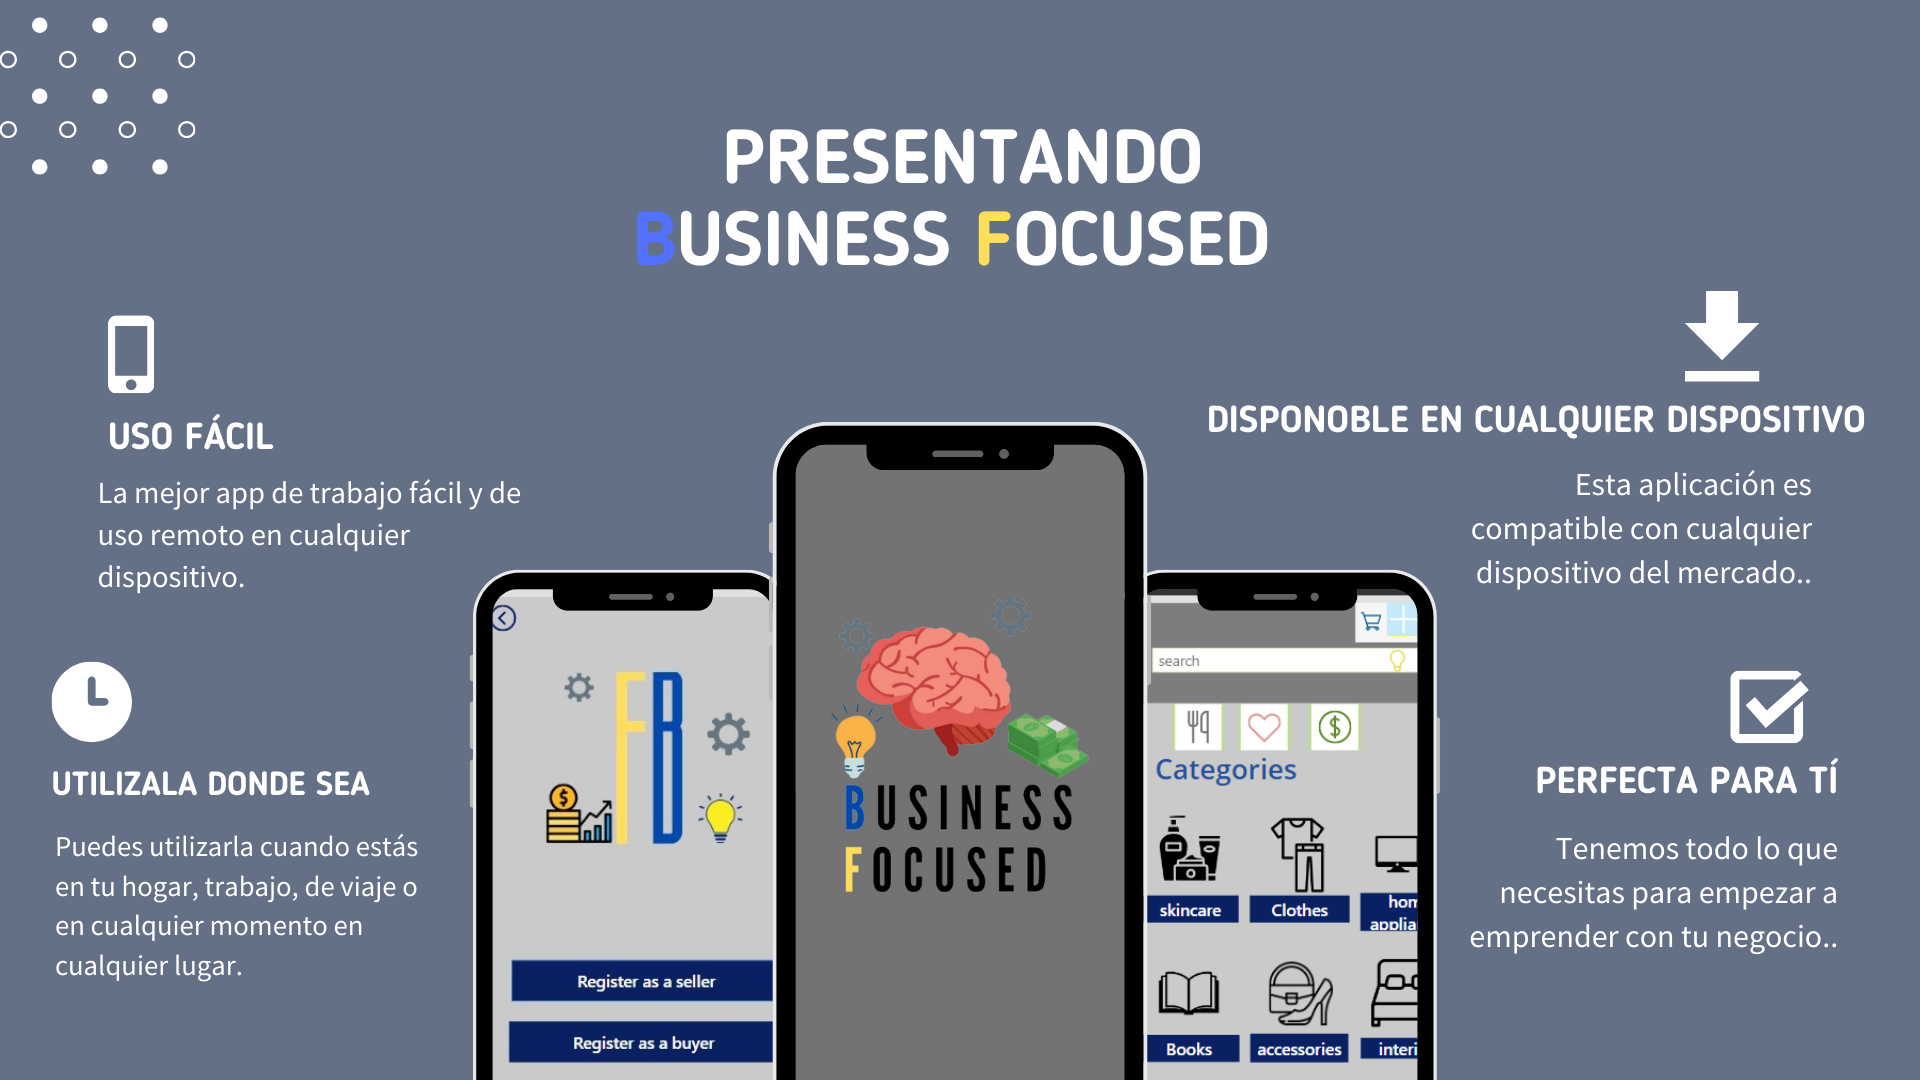 PRESENTANDO
BUSINESS FOCUSED
USO FÁCIL
La mejor app de trabajo fácil y de
uso remoto en cualquier
dispositivo.
UTILIZALA DONDE SEA
Puedes utilizarla cuando estás
en tu hogar, trabajo, de viaje o
en cualquier momento en
cualquier lugar.
FB
Register as a seller
Register as a buyer
BUSINESS
FOCUSED
search
Categories
skincare
Clothes
hom
applia
Books
accessories
interi
DISPONOBLE EN CUALQUIER DISPOSITIVO
Esta aplicación es
compatible con cualquier
dispositivo del mercado..
PERFECTA PARA TÍ
Tenemos todo lo que
necesitas para empezar a
emprender con tu negocio..